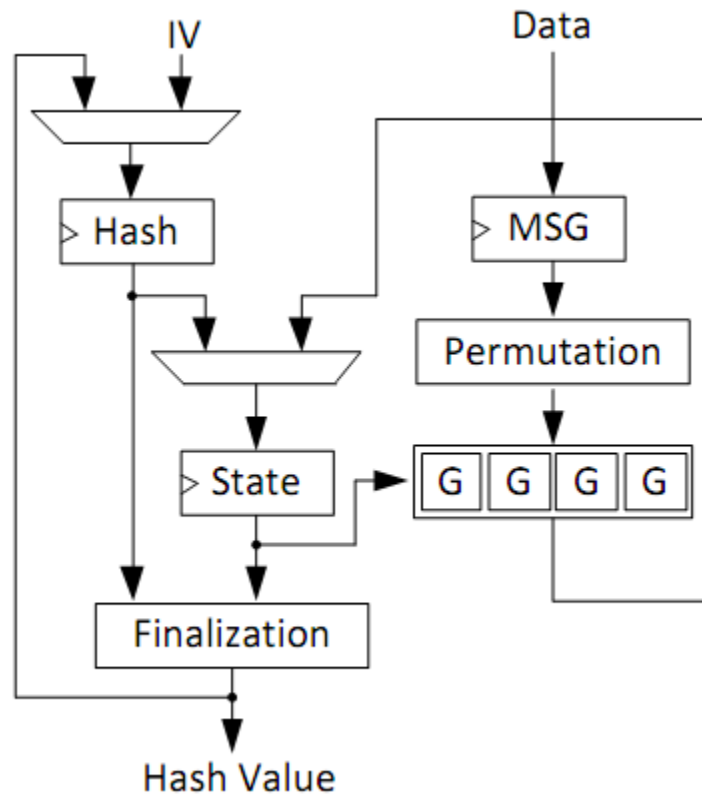 IV
Data
Hash
MSG
Permutation
State
G G G G
Finalization
Hash Value